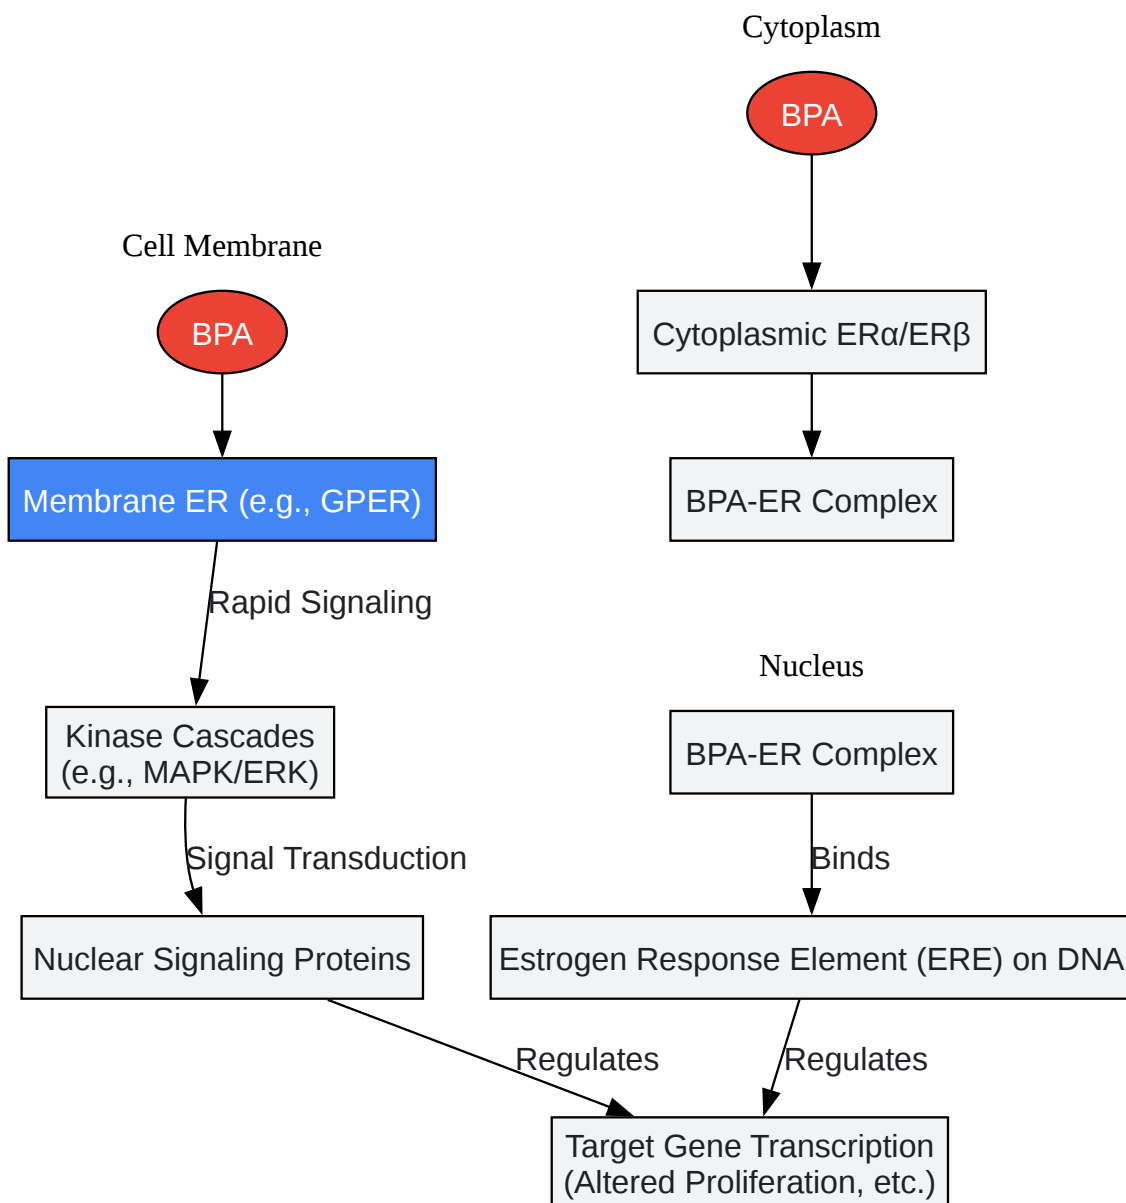 Cytoplasm
BPA
Cell Membrane
BPA
Cytoplasmic ERα/ERβ
Membrane ER (e.g., GPER)
BPA-ER Complex
Rapid Signaling
Nucleus
Kinase Cascades
(e.g., MAPK/ERK)
BPA-ER Complex
Signal Transduction
Binds
Nuclear Signaling Proteins
Estrogen Response Element (ERE) on DNA
Regulates
Regulates
Target Gene Transcription
(Altered Proliferation, etc.)